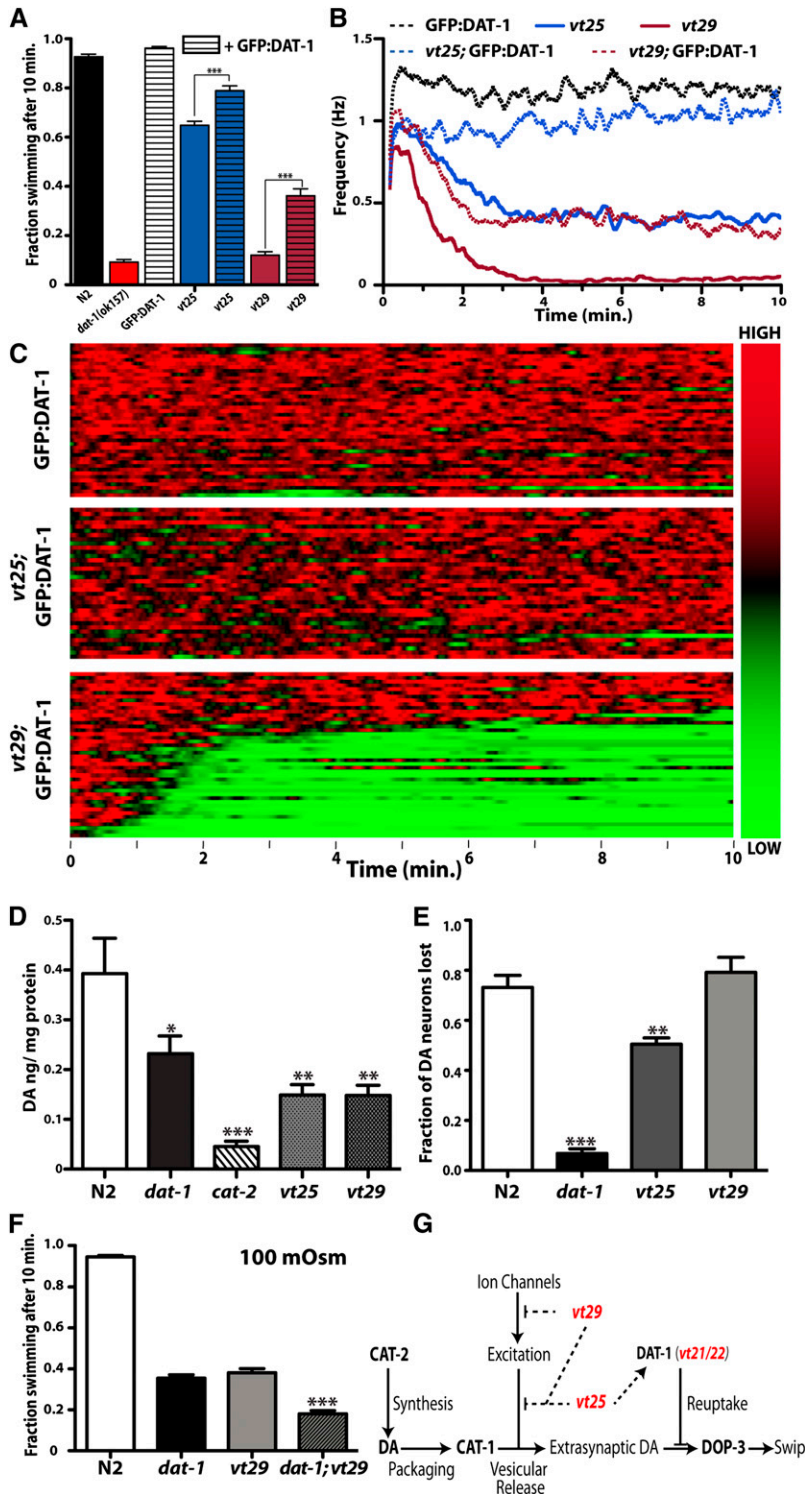 A
Fraction swimming after 10 min.
1.0
0.8
0.6
0.4
0.2
0
+ GFP:DAT-1
***
***
N2
dat-1(ok157)
GFP:DAT-1
vt25
vt25
vt29
vt29
B
GFP:DAT-1
vt25
vt29
vt25; GFP:DAT-1
vt29; GFP:DAT-1
Frequency (Hz)
1.5
1
0.5
0
0
2
4
6
8
10
Time (min.)
C
GFP:DAT-1
vt25;
GFP:DAT-1
vt29;
GFP:DAT-1
0
2
4
6
8
10
Time (min.)
HIGH
LOW
D
DA ng/ mg protein
0.5
0.4
0.3
0.2
0.1
0
*
***
**
**
N2
dat-1
cat-2
vt25
vt29
E
Fraction of DA neurons lost
1.0
0.8
0.6
0.4
0.2
0.0
***
**
N2
dat-1
vt25
vt29
F
Fraction swimming after 10 min.
1.0
0.8
0.6
0.4
0.2
0
100 mOsm
***
N2
dat-1
vt29
dat-1;vt29
G
Ion Channels
vt29
CAT-2
Excitation
DAT-1 (vt21/22)
Synthesis
vt25
Reuptake
DA
CAT-1
Extrasynaptic DA
DOP-3
Swip
Packaging
Vesicular
Release